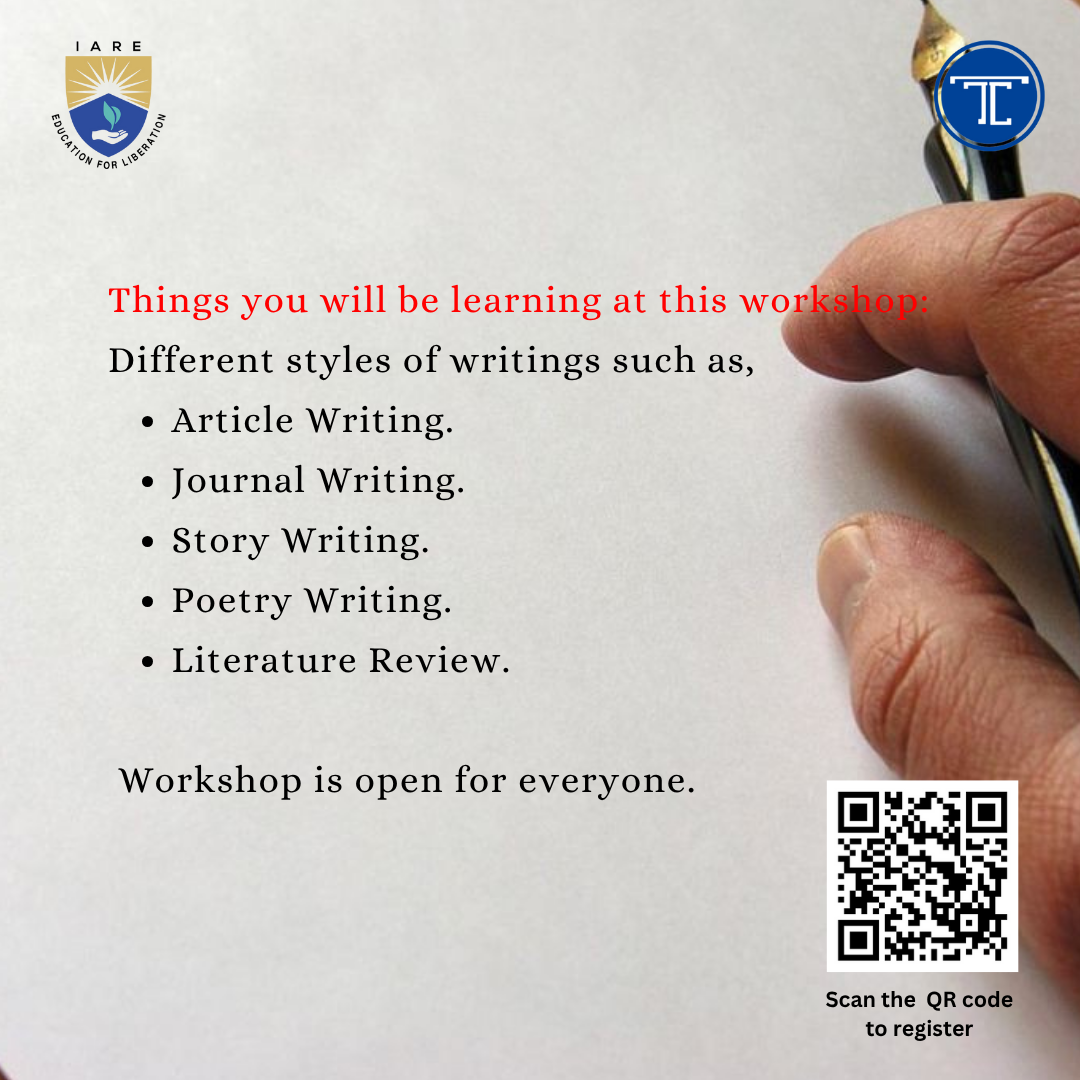 IARE
EDUCATION FOR LIBERATION
TC
Things you will be learning at this workshop:
Different styles of writings such as,
• Article Writing.
• Journal Writing.
• Story Writing.
• Poetry Writing.
• Literature Review.
Workshop is open for everyone.
Scan the QR code
to register